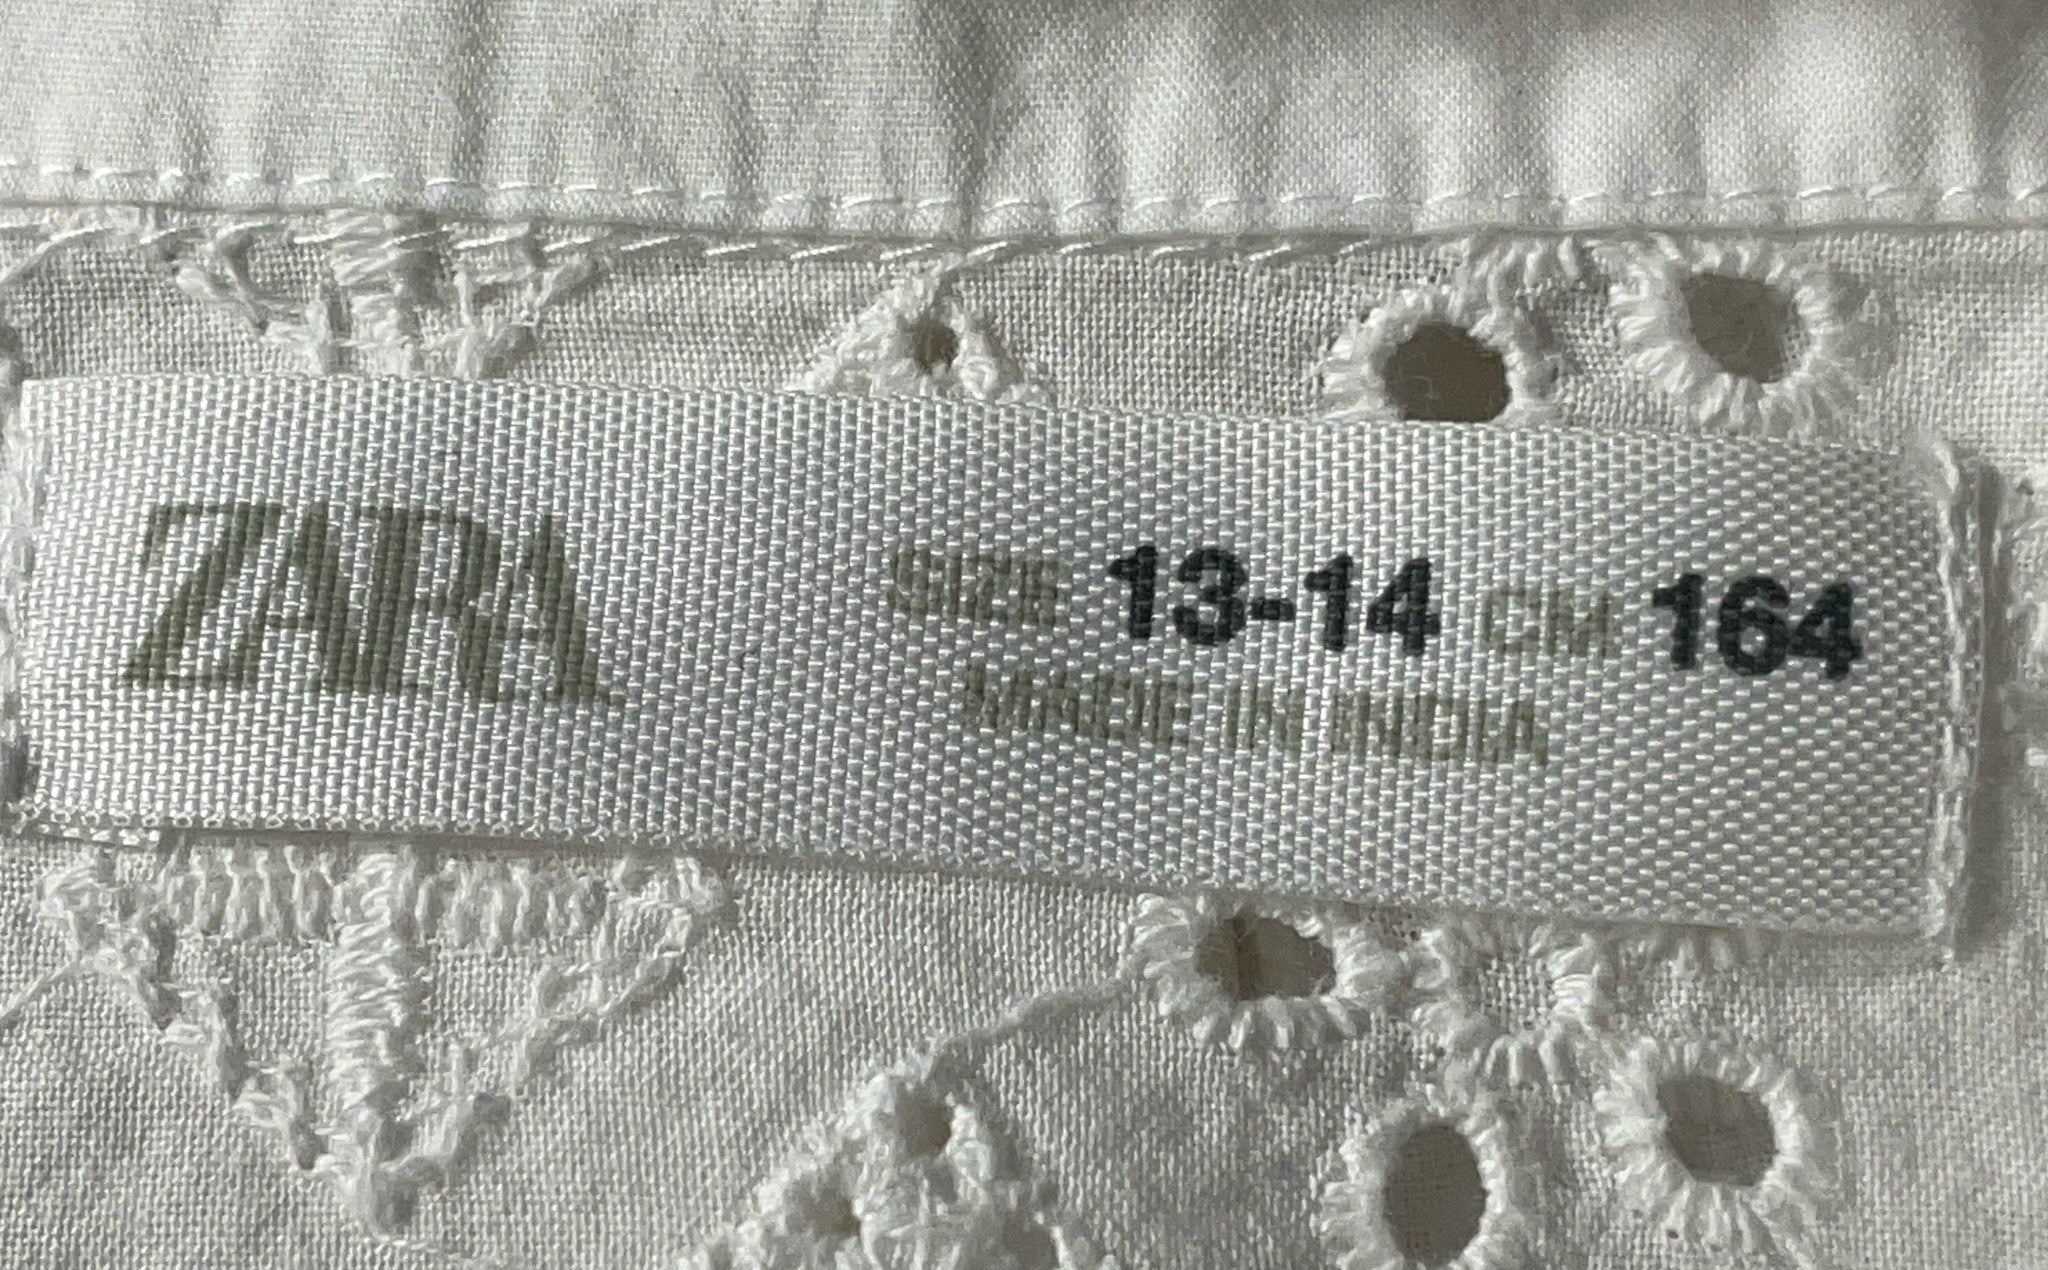 ZARA
SIZE 13-14 CM 164
MADE IN INDIA